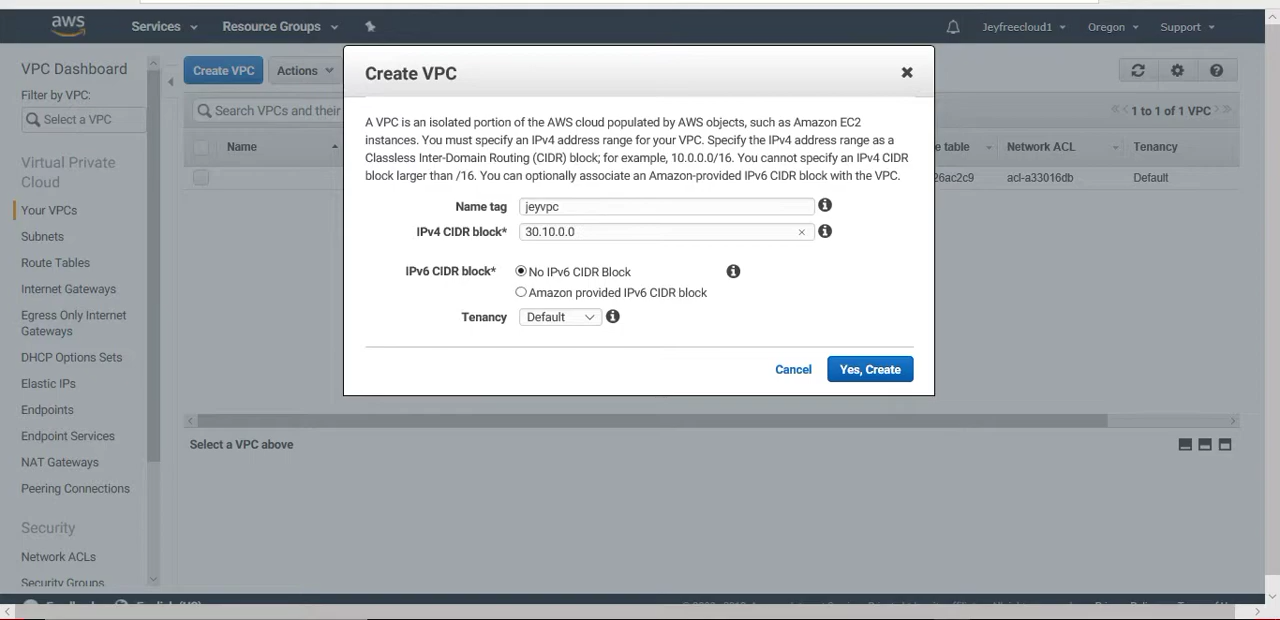 aws
Services
Resource Groups
Jeyfreecloud1
Oregon
Support
VPC Dashboard
Filter by VPC:
Select a VPC
Virtual Private
Cloud
Your VPCs
Subnets
Route Tables
Internet Gateways
Egress Only Internet
Gateways
DHCP Options Sets
Elastic IPs
Endpoints
Endpoint Services
NAT Gateways
Peering Connections
Security
Network ACLs
Security Groups
Create VPC
Actions
Search VPCs and their
1 to 1 of 1 VPC
Name
e table
Network ACL
Tenancy
26ac2c9
acl-a33016db
Default
Create VPC
A VPC is an isolated portion of the AWS cloud populated by AWS objects, such as Amazon EC2
instances. You must specify an IPv4 address range for your VPC. Specify the IPv4 address range as a
Classless Inter-Domain Routing (CIDR) block; for example, 10.0.0.0/16. You cannot specify an IPv4 CIDR
block larger than /16. You can optionally associate an Amazon-provided IPv6 CIDR block with the VPC.
Name tag
jeyvpc
IPv4 CIDR block*
30.10.0.0
IPv6 CIDR block*
No IPv6 CIDR Block
Amazon provided IPv6 CIDR block
Tenancy
Default
Cancel
Yes, Create
Select a VPC above